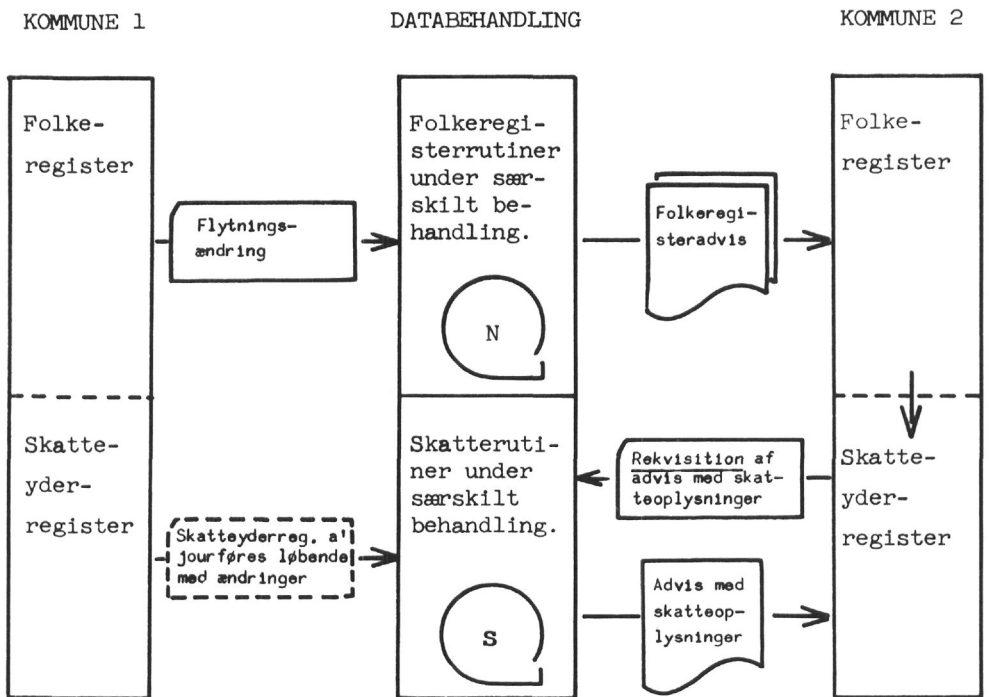 KOMMUNE 1
DATABEHANDLING
KOMMUNE 2
Folke-
register
Flytnings-
ændring
Folkeregi-
sterrutiner
under sær-
skilt be-
handling.
N
Folkeregi-
steradvis
Folke-
register
Skatte-
yder-
register
Skatteyderreg. a'
jourføres løbende
med ændringer
Skatteruti-
ner under
særskilt
behandling.
S
Rekvisition af
advis med skat-
teoplysninger
Advis med
skatteop-
lysninger
Skatte-
yder-
register